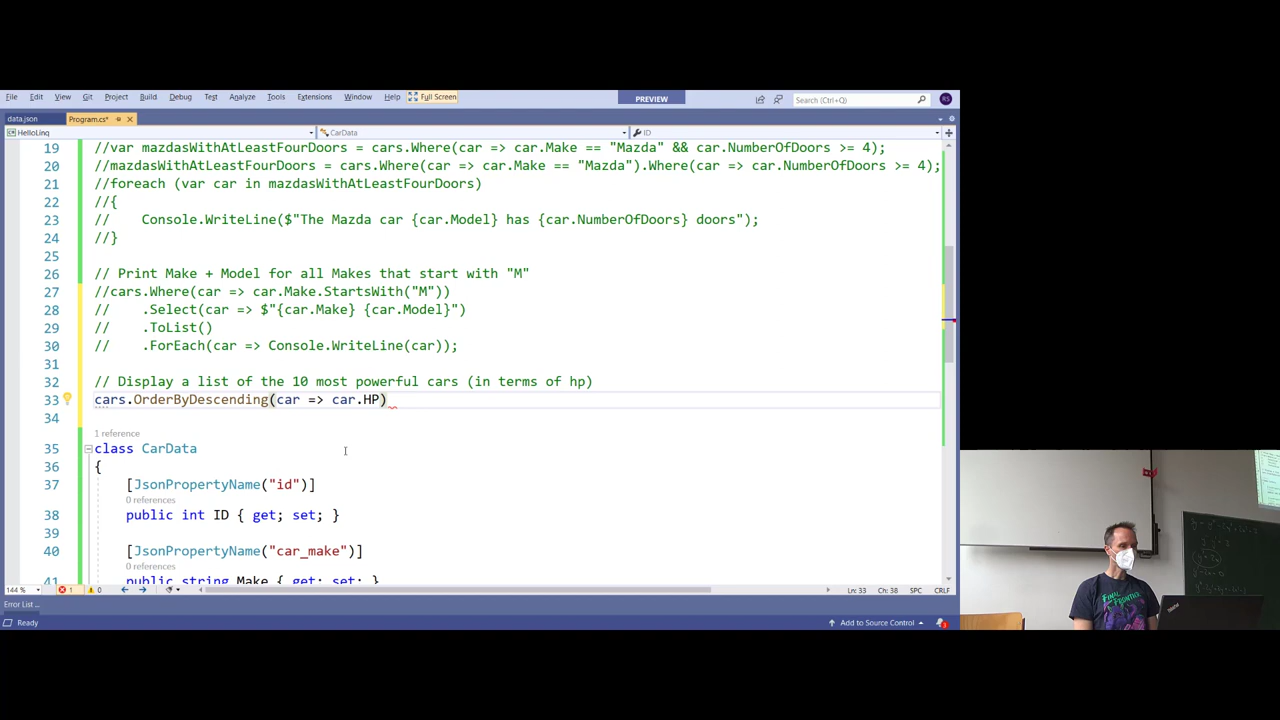 File Edit View Git Project Build Debug Test Analyze Tools Extensions Window Help Full Screen PREVIEW Search (Ctrl+Q) RS
data.json Program.cs*
HelloLinq CarData ID
19 //var mazdasWithAtLeastFourDoors = cars.Where(car => car.Make == "Mazda" && car.NumberOfDoors >= 4);
20 //mazdasWithAtLeastFourDoors = cars.Where(car => car.Make == "Mazda").Where(car => car.NumberOfDoors >= 4);
21 //foreach (var car in mazdasWithAtLeastFourDoors)
22 //{
23 //    Console.WriteLine($"The Mazda car {car.Model} has {car.NumberOfDoors} doors");
24 //}
25
26 // Print Make + Model for all Makes that start with "M"
27 //cars.Where(car => car.Make.StartsWith("M"))
28 //    .Select(car => $"{car.Make} {car.Model}")
29 //    .ToList()
30 //    .ForEach(car => Console.WriteLine(car));
31
32 // Display a list of the 10 most powerful cars (in terms of hp)
33 cars.OrderByDescending(car => car.HP)
34
1 reference
35 class CarData
36 {
37 [JsonPropertyName("id")]
0 references
38 public int ID { get; set; }
39
40 [JsonPropertyName("car_make")]
0 references
41 public string Make { get; set; }
144 % 1 0 Ln: 33 Ch: 38 SPC CRLF
Error List ...
Ready Add to Source Control 3
FINAL FRONTIER